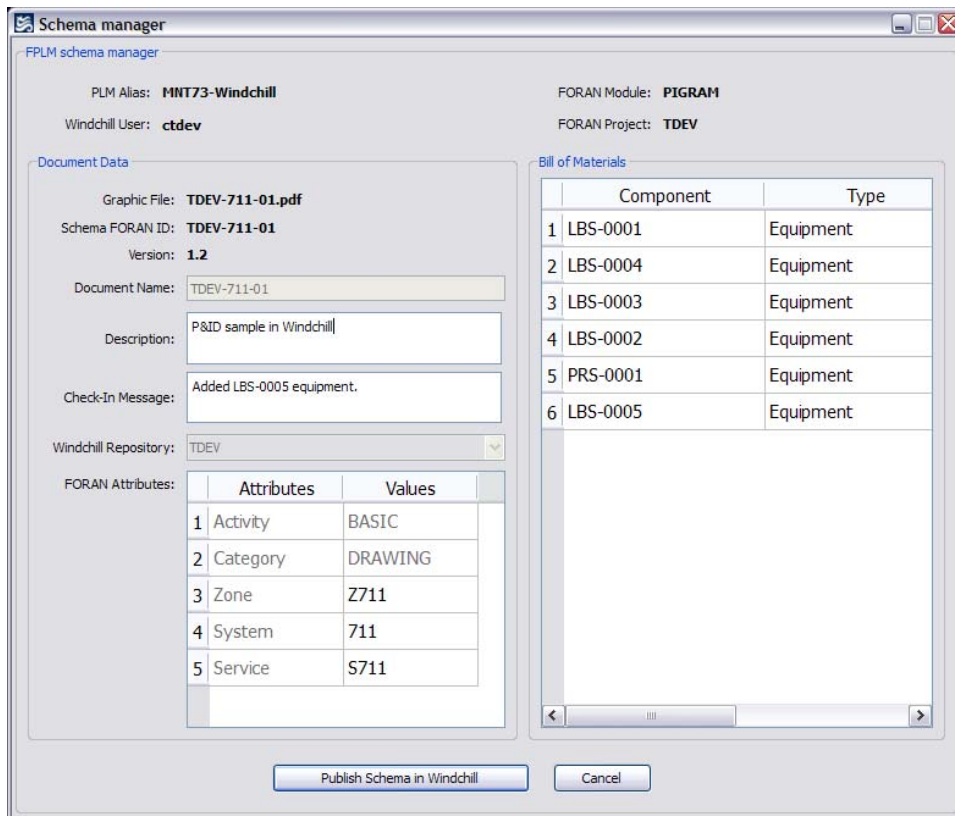 Schema manager
FPLM schema manager
PLM Alias: MNT73-Windchill
FORAN Module: PIGRAM
Windchill User: ctdev
FORAN Project: TDEV
Document Data
Graphic File: TDEV-711-01.pdf
Schema FORAN ID: TDEV-711-01
Version: 1.2
Document Name: TDEV-711-01
Description: P&ID sample in Windchill
Check-In Message: Added LBS-0005 equipment.
Windchill Repository: TDEV
FORAN Attributes:
Attributes Values
1 Activity BASIC
2 Category DRAWING
3 Zone Z711
4 System 711
5 Service S711
Bill of Materials
Component Type
1 LBS-0001 Equipment
2 LBS-0004 Equipment
3 LBS-0003 Equipment
4 LBS-0002 Equipment
5 PRS-0001 Equipment
6 LBS-0005 Equipment
Publish Schema in Windchill
Cancel